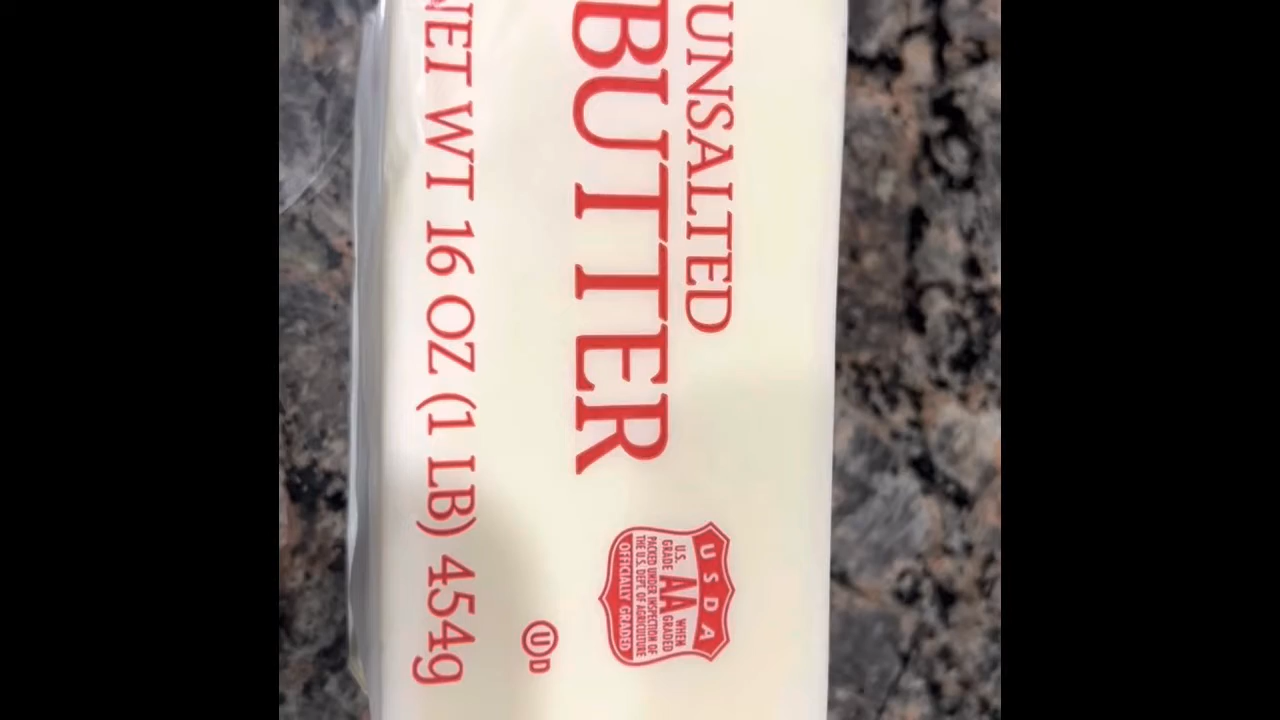 UNSALTED
BUTTER
USDA
U.S. GRADE AA WHEN GRADED
PACKED UNDER INSPECTION OF
THE U.S. DEPT. OF AGRICULTURE
OFFICIALLY GRADED
Ⓤ D
NET WT 16 OZ (1 LB) 454g